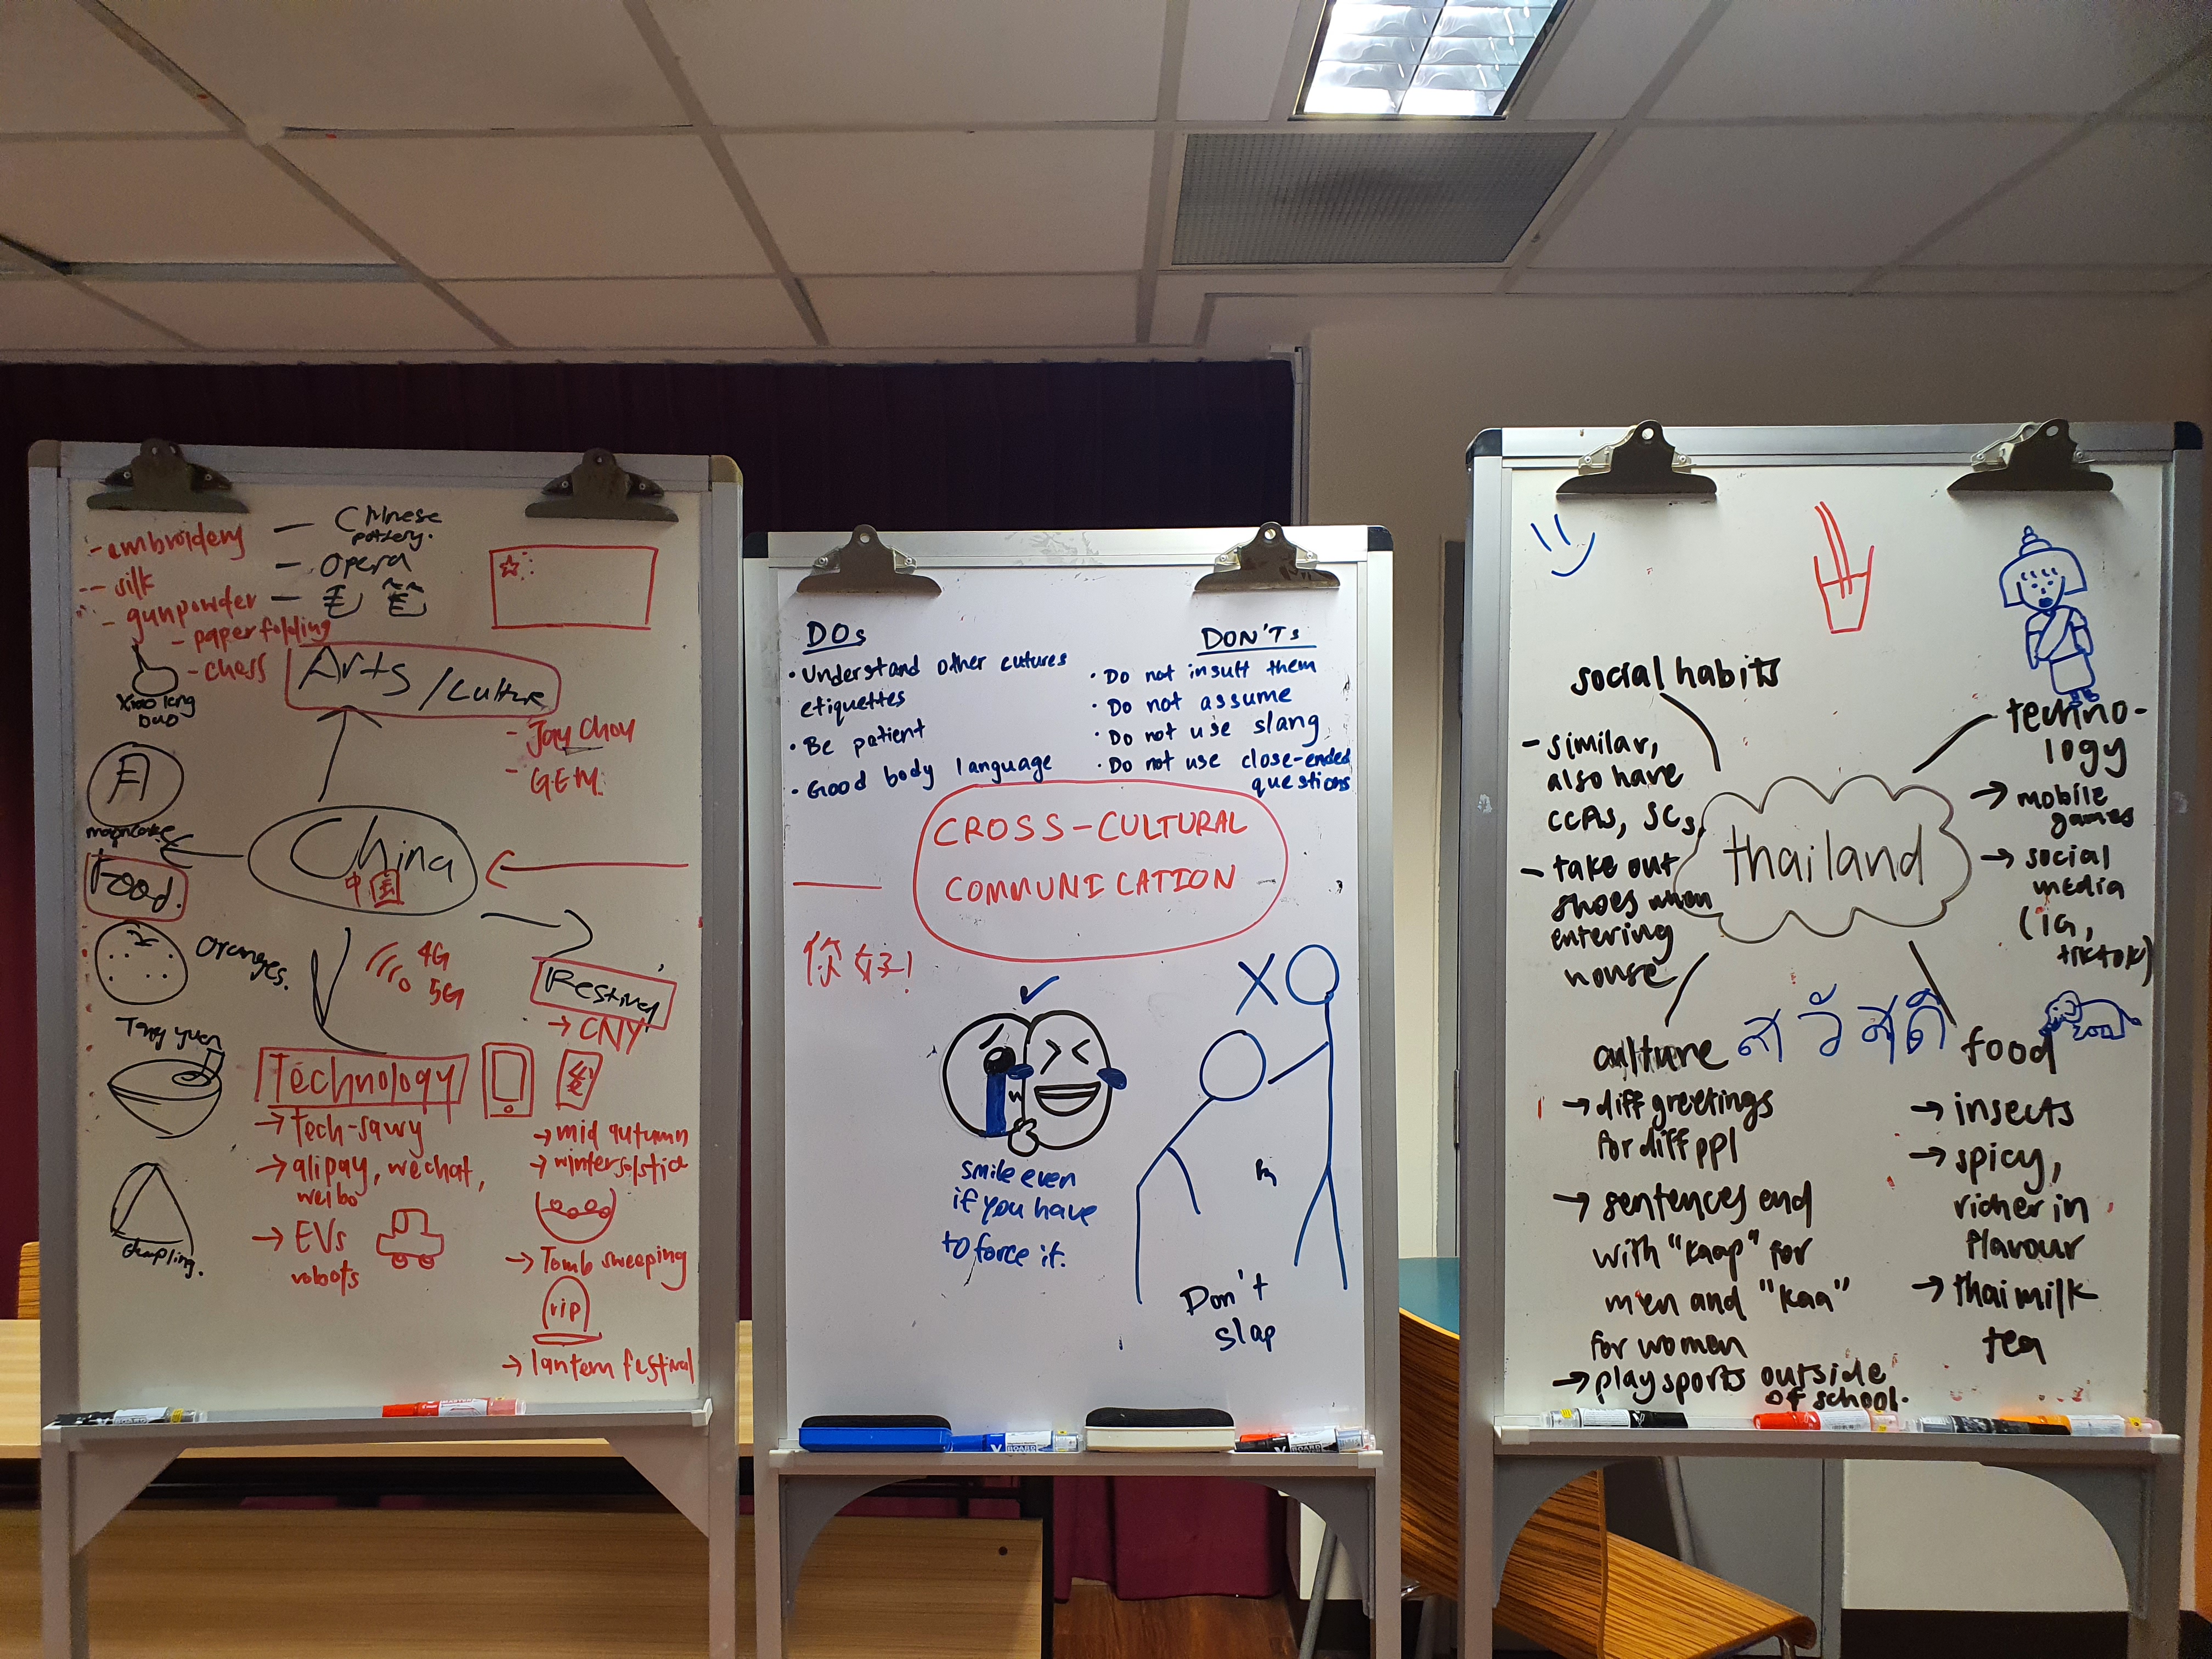 - embroidery
- silk
- gunpowder
- paper folding
- chess
- Chinese
pottery.
- Opera
Arts /Culture
- Jay Chou
- GEM.
Xiao long
bao
月
mooncake
Food.
China
中国
Oranges.
4G
5G
Tang yuen
dumpling.
Technology
→ tech-savvy
→ alipay, wechat,
weibo
→ EVs
robots
Festival
→ CNY
→ mid autumn
→ winter solstice
→ Tomb sweeping
rip
→ lantern festival
DOs
• Understand other cutures
etiquettes
• Be patient
• Good body language
DON'Ts
• Do not insult them
• Do not assume
• Do not use slang
• Do not use close-ended
questions
CROSS-CULTURAL
COMMUNICATION
你好!
smile even
if you have
to force it.
X
Don't
slap
social habits
- similar,
also have
CCAs, SCs.
- take out
shoes when
entering
house
techno-
logy
→ mobile
games
→ social
media
(IG,
tiktok)
thailand
สวัสดี
culture
→ diff greetings
for diff ppl
→ sentences end
with "kaap" for
men and "kaa"
for women
→ play sports outside
of school.
food
→ insects
→ spicy,
richer in
flavour
→ thai milk
tea